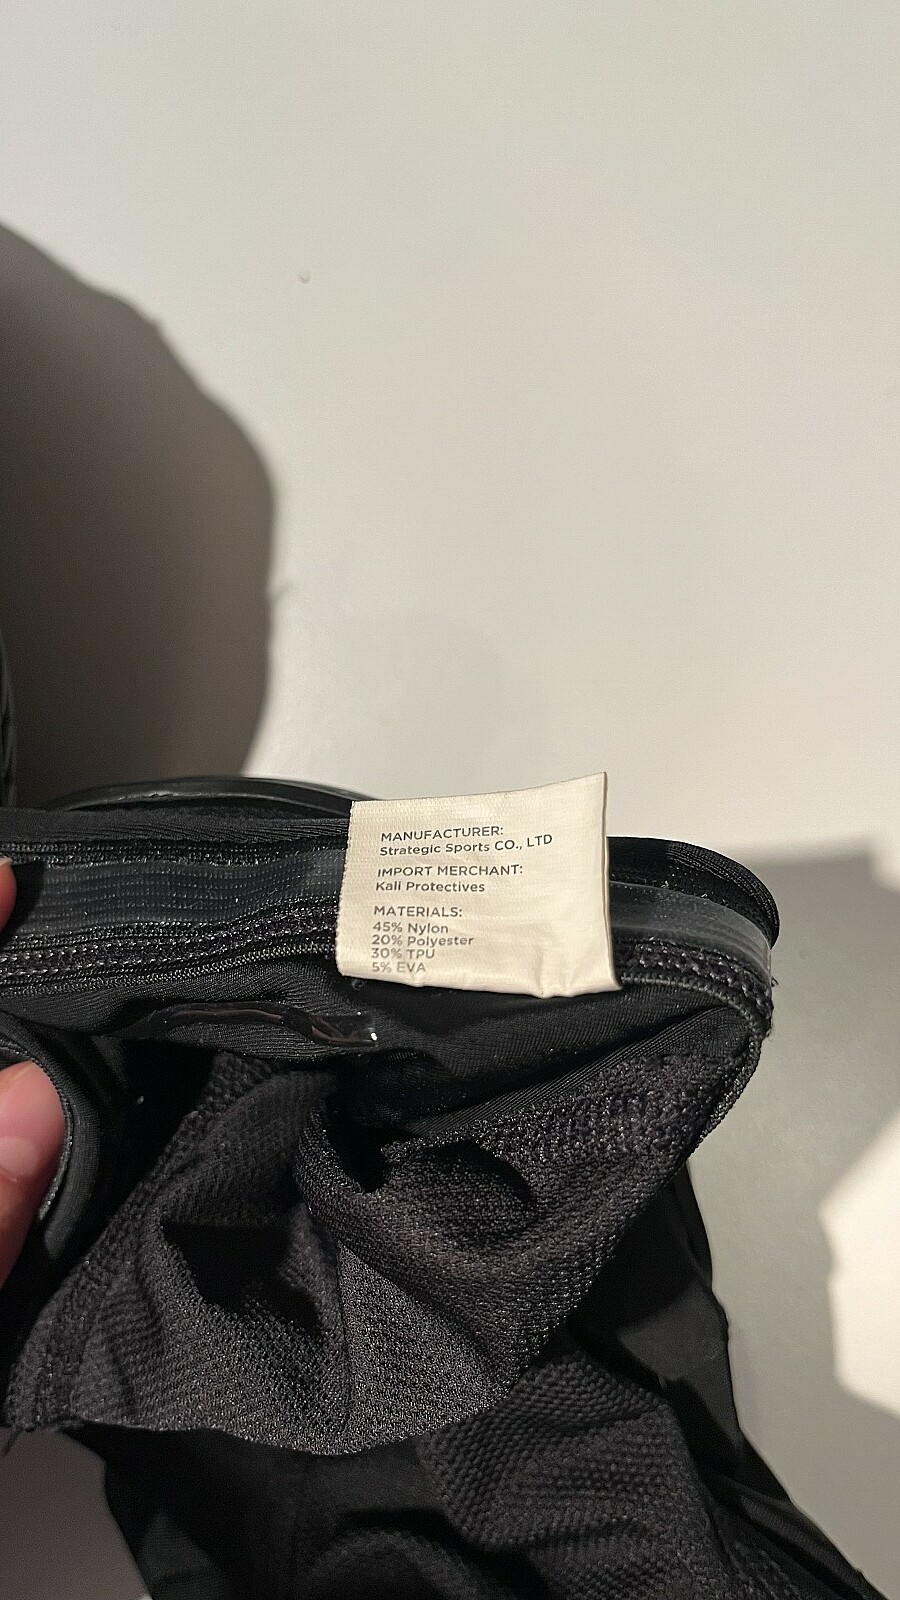 MANUFACTURER:
Strategic Sports CO., LTD
IMPORT MERCHANT:
Kali Protectives
MATERIALS:
45% Nylon
20% Polyester
30% TPU
5% EVA